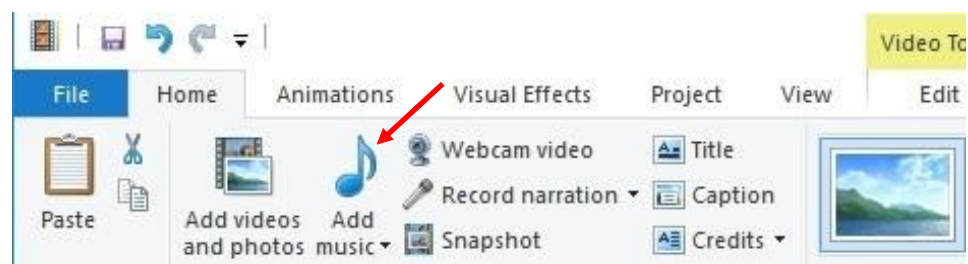 Video To
File Home Animations Visual Effects Project View Edit
Webcam video Title
Record narration Caption
Paste Add videos Add
and photos music Snapshot Credits